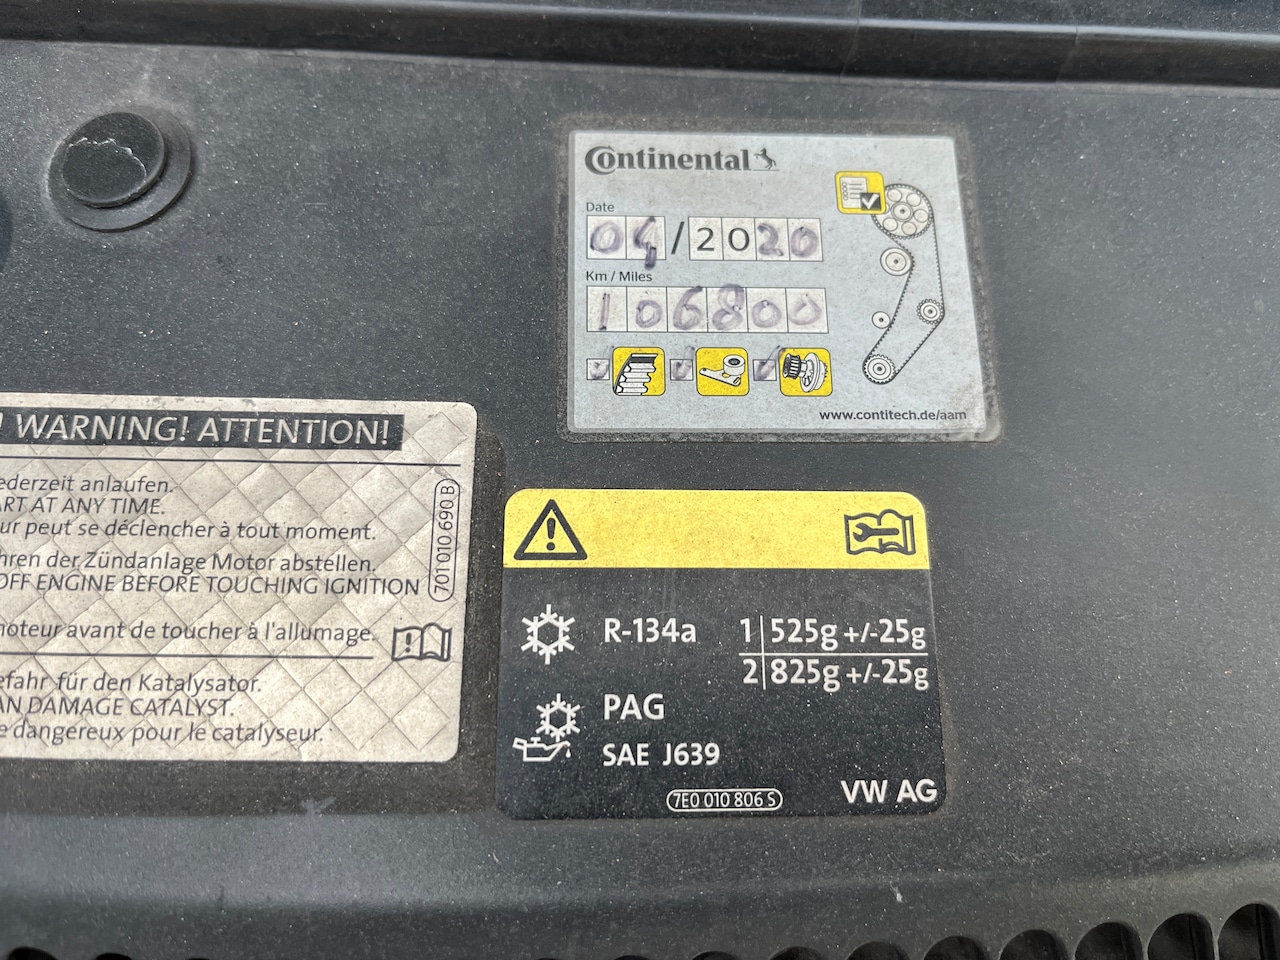 Continental
Date
04/2020
Km / Miles
106800
www.contitech.de/aam
! WARNING! ATTENTION!
ederzeit anlaufen.
ART AT ANY TIME.
ur peut se déclencher à tout moment.
hren der Zündanlage Motor abstellen.
OFF ENGINE BEFORE TOUCHING IGNITION
moteur avant de toucher à l'allumage.
efahr für den Katalysator.
AN DAMAGE CATALYST.
e dangereux pour le catalyseur.
701 010 690 B
R-134a
1 525g +/-25g
2 825g +/-25g
PAG
SAE J639
7E0 010 806 S
VW AG